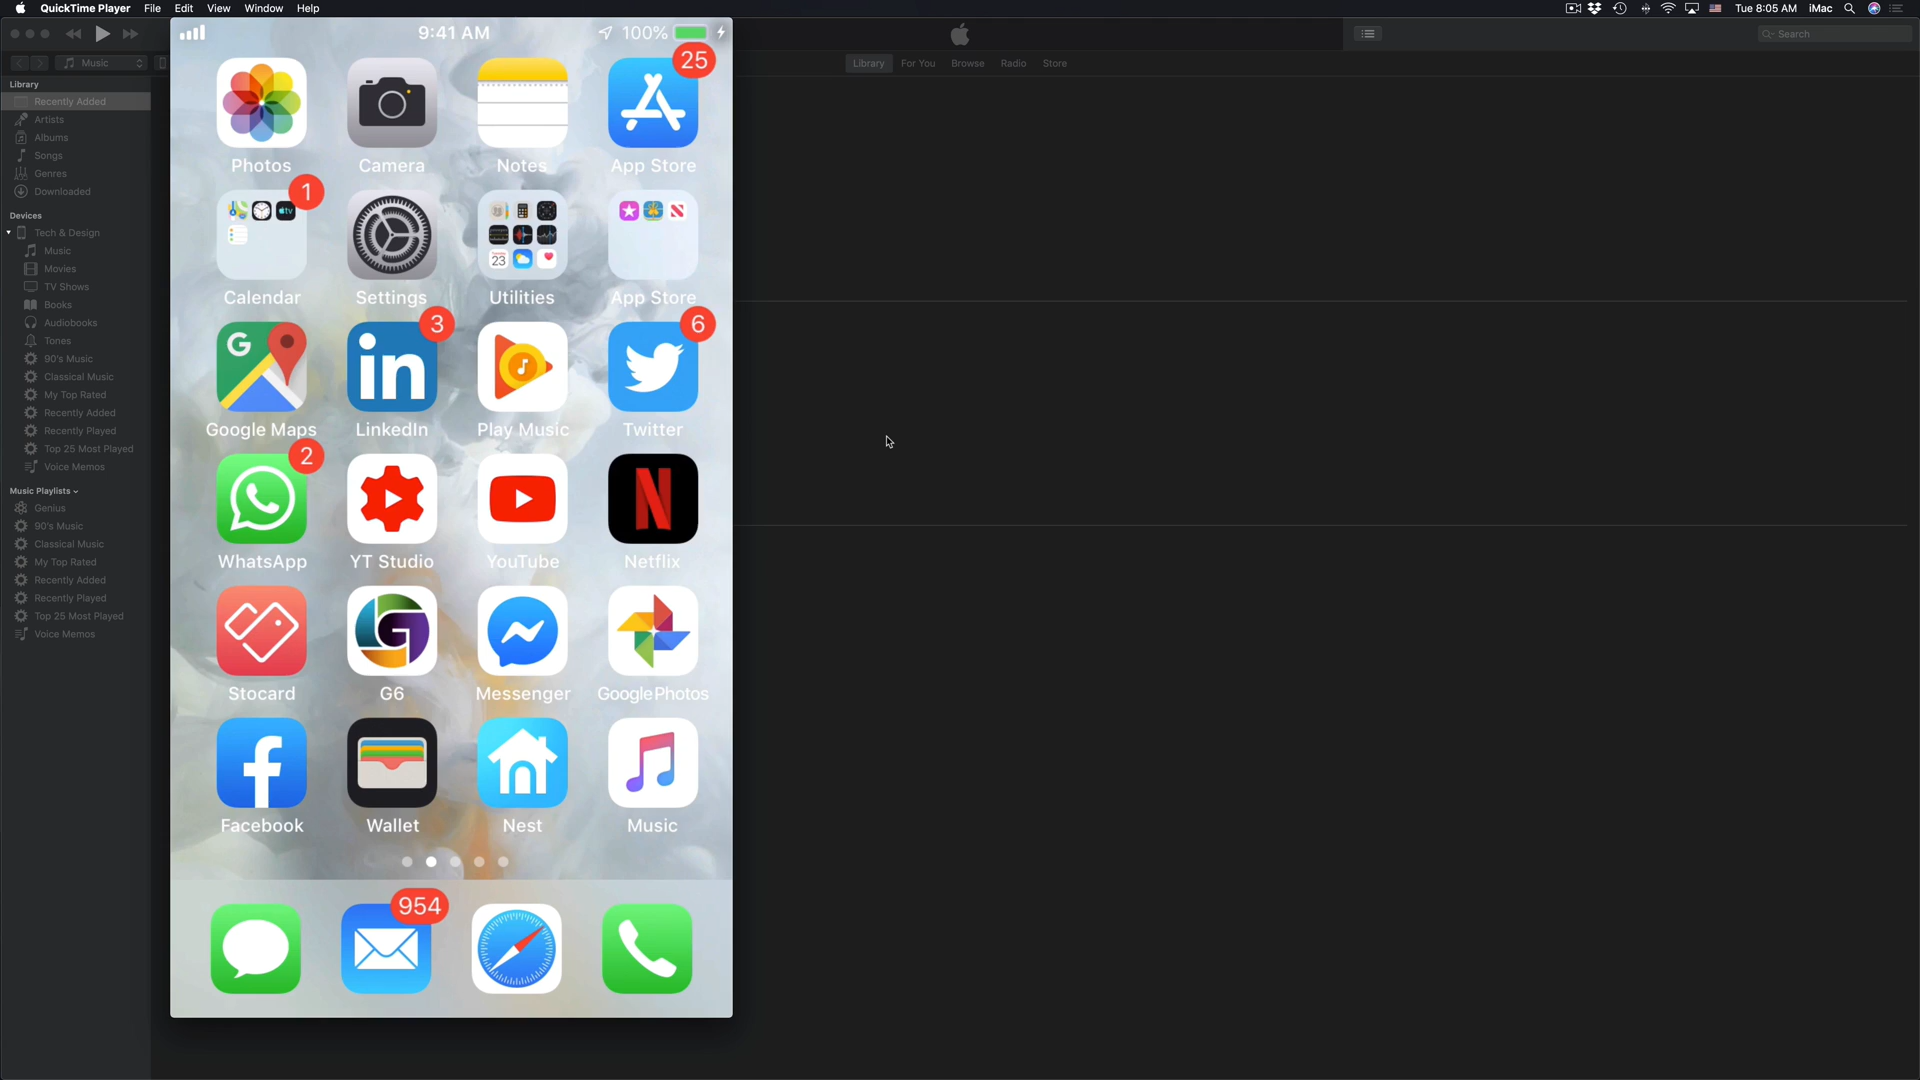 QuickTime Player File Edit View Window Help
Tue 8:05 AM iMac
Music
Search
Library For You Browse Radio Store
Library
Recently Added
Artists
Albums
Songs
Genres
Downloaded
Devices
Tech & Design
Music
Movies
TV Shows
Books
Audiobooks
Tones
90's Music
Classical Music
My Top Rated
Recently Added
Recently Played
Top 25 Most Played
Voice Memos
Music Playlists
Genius
90's Music
Classical Music
My Top Rated
Recently Added
Recently Played
Top 25 Most Played
Voice Memos
9:41 AM 100%
25
Photos Camera Notes App Store
1
tv
23
Calendar Settings Utilities App Store
3 6
G in
Google Maps LinkedIn Play Music Twitter
2
N
WhatsApp YT Studio YouTube Netflix
G
Stocard G6 Messenger Google Photos
f
Facebook Wallet Nest Music
954